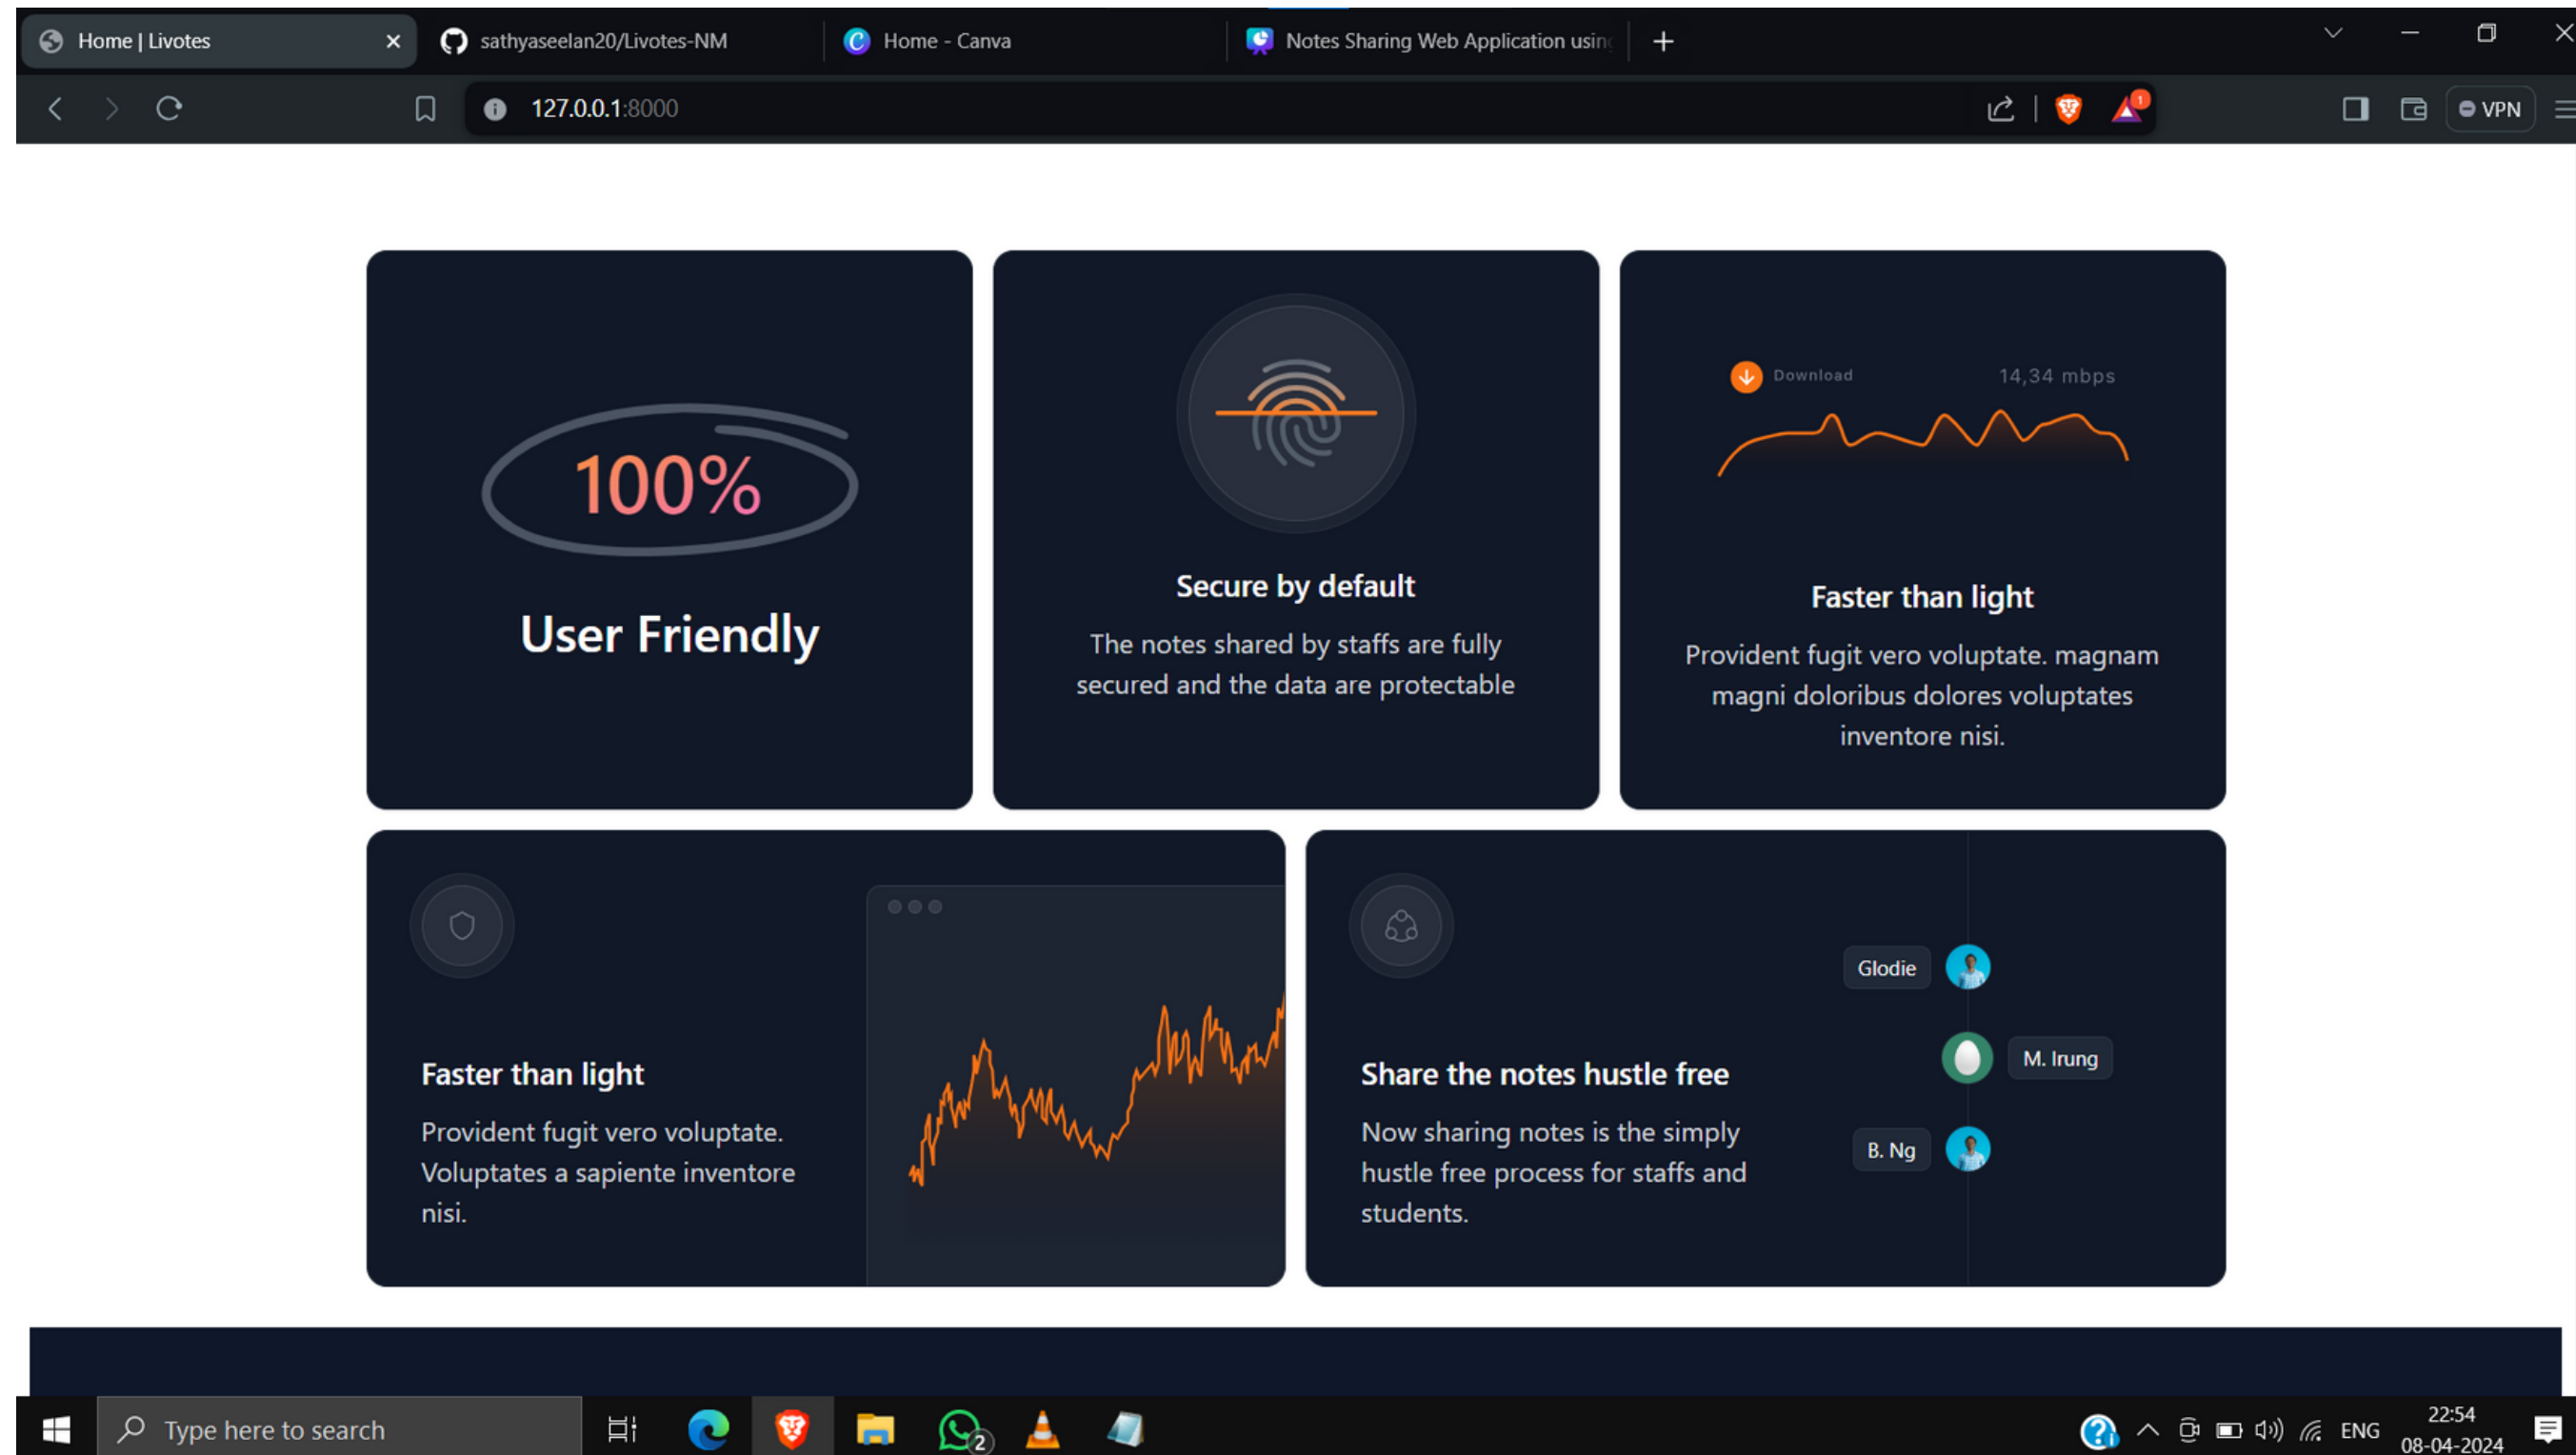 Home | Livotes
sathyaseelan20/Livotes-NM
Home - Canva
Notes Sharing Web Application using
127.0.0.1:8000
1
VPN
100%
User Friendly
Secure by default
The notes shared by staffs are fully
secured and the data are protectable
Download 14,34 mbps
Faster than light
Provident fugit vero voluptate. magnam
magni doloribus dolores voluptates
inventore nisi.
Faster than light
Provident fugit vero voluptate.
Voluptates a sapiente inventore
nisi.
Share the notes hustle free
Now sharing notes is the simply
hustle free process for staffs and
students.
Glodie
M. Irung
B. Ng
Type here to search
2
ENG
22:54
08-04-2024